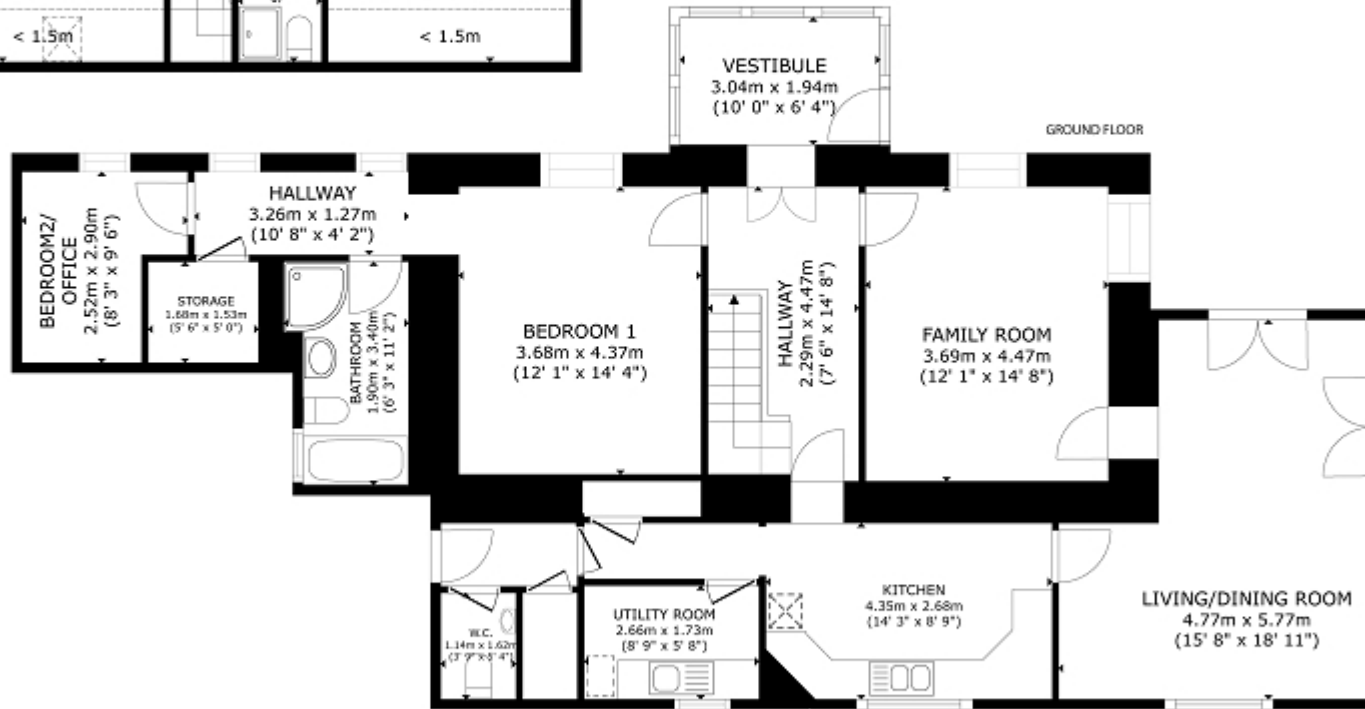 < 1.5m
< 1.5m
VESTIBULE
3.04m x 1.94m
(10' 0" x 6' 4")
GROUND FLOOR
HALLWAY
3.26m x 1.27m
(10' 8" x 4' 2")
BEDROOM2/
OFFICE
2.52m x 2.90m
(8' 3" x 9' 6")
STORAGE
1.68m x 1.53m
(5' 6" x 5' 0")
BATHROOM
1.90m x 3.40m
(6' 3" x 11' 2")
BEDROOM 1
3.68m x 4.37m
(12' 1" x 14' 4")
HALLWAY
2.29m x 4.47m
(7' 6" x 14' 8")
FAMILY ROOM
3.69m x 4.47m
(12' 1" x 14' 8")
W.C.
1.14m x 1.62m
(3' 9" x 5' 4")
UTILITY ROOM
2.66m x 1.73m
(8' 9" x 5' 8")
KITCHEN
4.35m x 2.68m
(14' 3" x 8' 9")
LIVING/DINING ROOM
4.77m x 5.77m
(15' 8" x 18' 11")